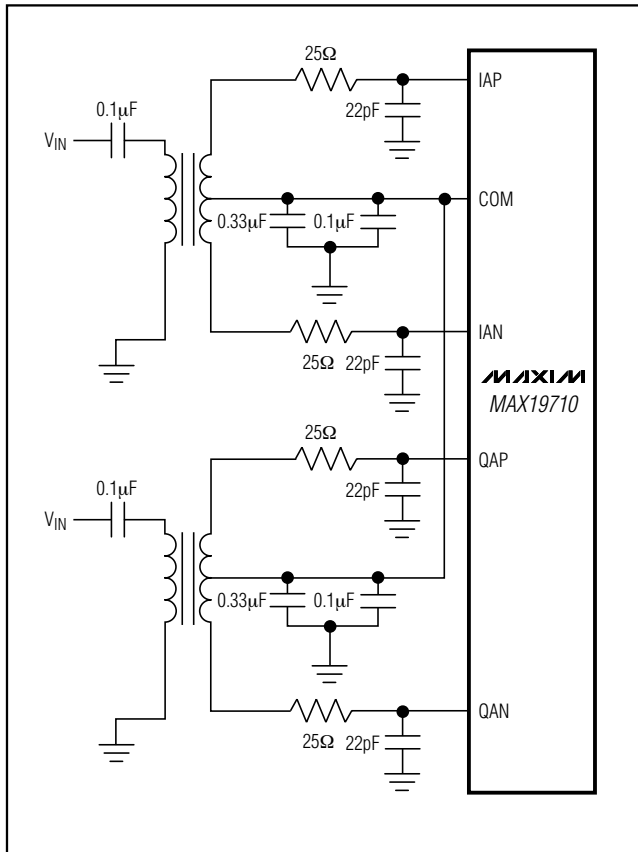 25Ω
IAP
22pF
0.1μF
VIN
COM
0.33μF 0.1μF
IAN
25Ω
22pF
MAXIM
MAX19710
25Ω
QAP
22pF
0.1μF
VIN
0.33μF 0.1μF
QAN
25Ω
22pF